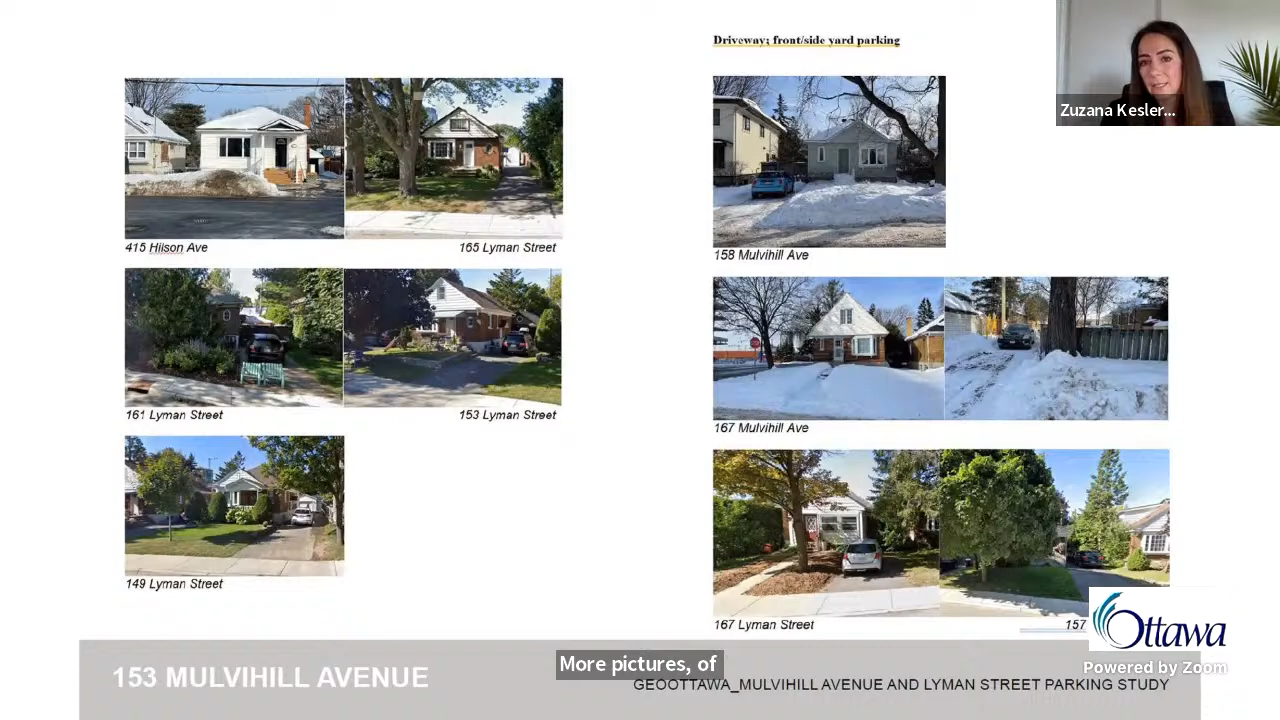 Driveway; front/side yard parking
Zuzana Kesler...
415 Hilson Ave
165 Lyman Street
158 Mulvihill Ave
161 Lyman Street
153 Lyman Street
167 Mulvihill Ave
149 Lyman Street
167 Lyman Street
157
Ottawa
Powered by Zoom
More pictures, of
153 MULVIHILL AVENUE
GEOOTTAWA_MULVIHILL AVENUE AND LYMAN STREET PARKING STUDY